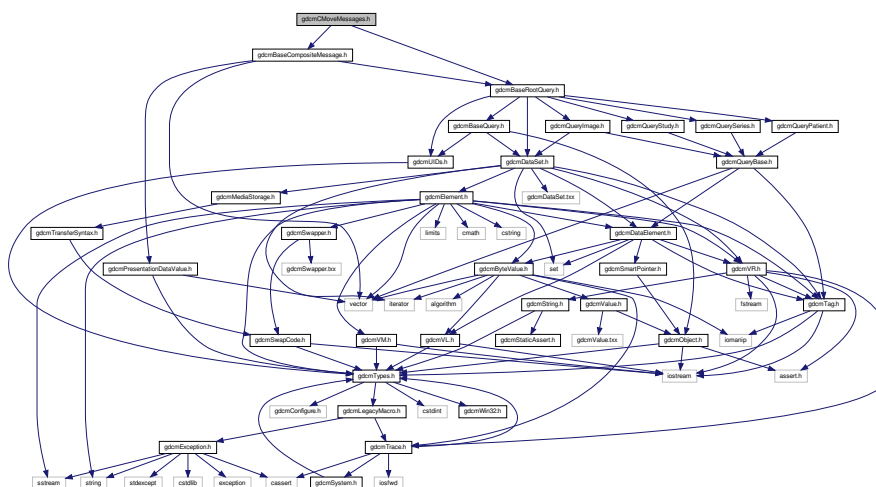 gdcmCMoveMessages.h
gdcmBaseCompositeMessage.h
gdcmBaseRootQuery.h
gdcmBaseQuery.h
gdcmQueryImage.h
gdcmQueryStudy.h
gdcmQuerySeries.h
gdcmQueryPatient.h
gdcmUIDs.h
gdcmDataSet.h
gdcmQueryBase.h
gdcmMediaStorage.h
gdcmElement.h
gdcmDataSet.txx
gdcmTransferSyntax.h
gdcmSwapper.h
limits
cmath
cstring
gdcmDataElement.h
gdcmPresentationDataValue.h
gdcmSwapper.txx
gdcmByteValue.h
set
gdcmSmartPointer.h
gdcmVR.h
vector
iterator
algorithm
gdcmString.h
gdcmValue.h
fstream
gdcmTag.h
gdcmSwapCode.h
gdcmVM.h
gdcmVL.h
gdcmStaticAssert.h
gdcmValue.txx
gdcmObject.h
iomanip
gdcmTypes.h
iostream
assert.h
gdcmConfigure.h
gdcmLegacyMacro.h
cstdint
gdcmWin32.h
gdcmException.h
gdcmTrace.h
sstream
string
stdexcept
cstdlib
exception
cassert
gdcmSystem.h
iosfwd